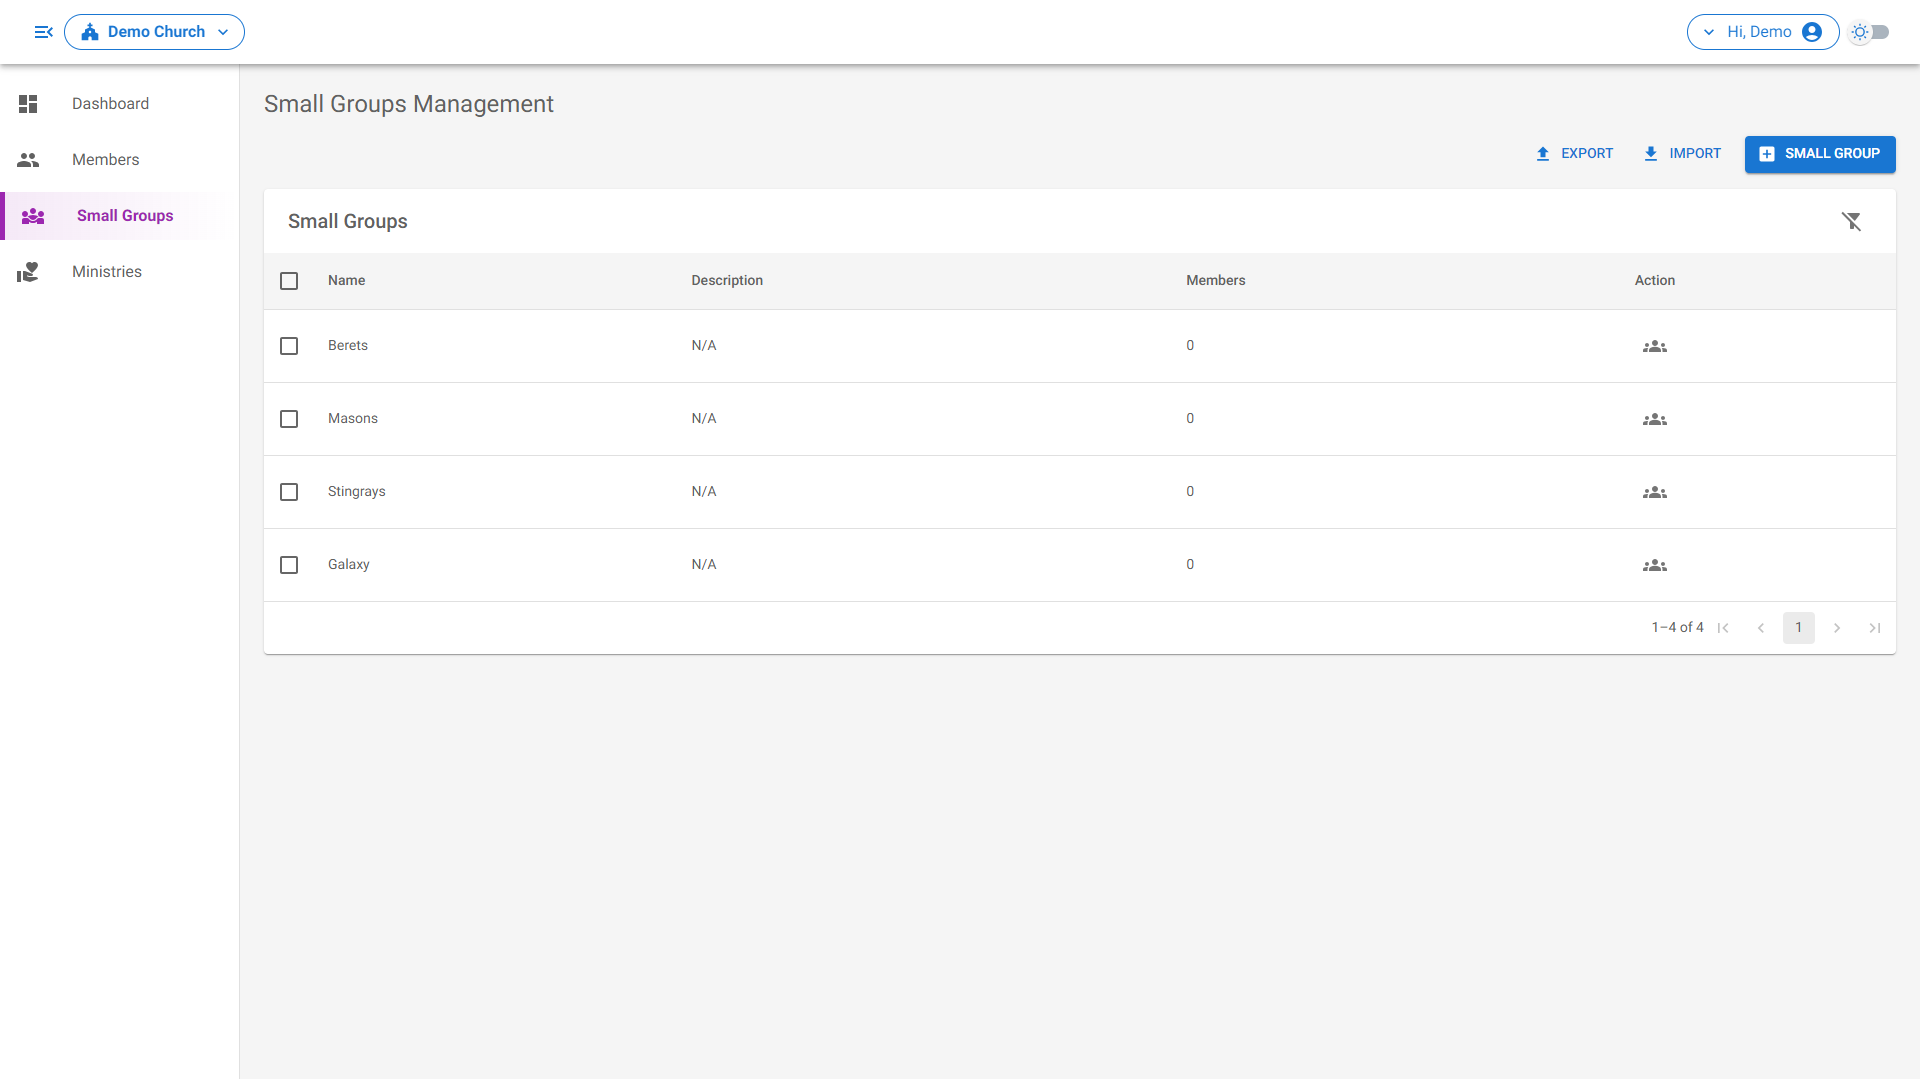 Demo Church
Hi, Demo
Dashboard
Members
Small Groups
Ministries
Small Groups Management
EXPORT
IMPORT
SMALL GROUP
Small Groups
Name Description Members Action
Berets N/A 0
Masons N/A 0
Stingrays N/A 0
Galaxy N/A 0
1–4 of 4
1